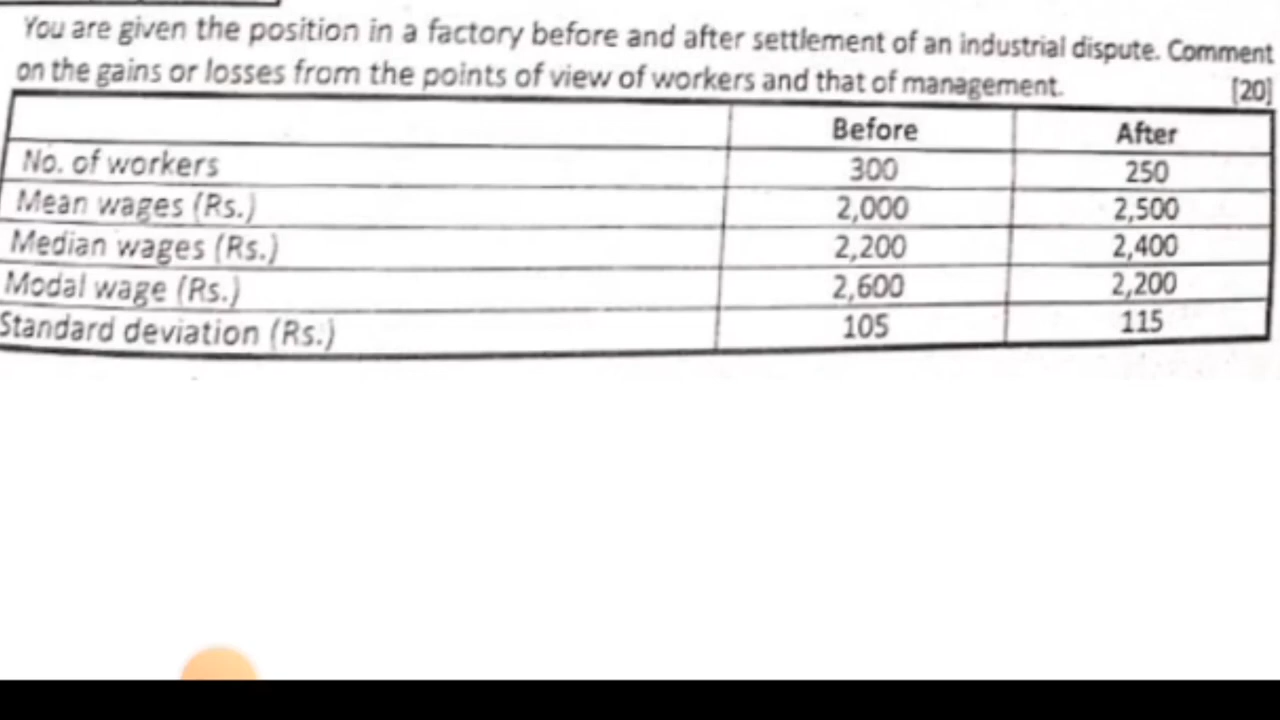 You are given the position in a factory before and after settlement of an industrial dispute. Comment
on the gains or losses from the points of view of workers and that of management. [20]
Before After
No. of workers 300 250
Mean wages (Rs.) 2,000 2,500
Median wages (Rs.) 2,200 2,400
Modal wage (Rs.) 2,600 2,200
Standard deviation (Rs.) 105 115